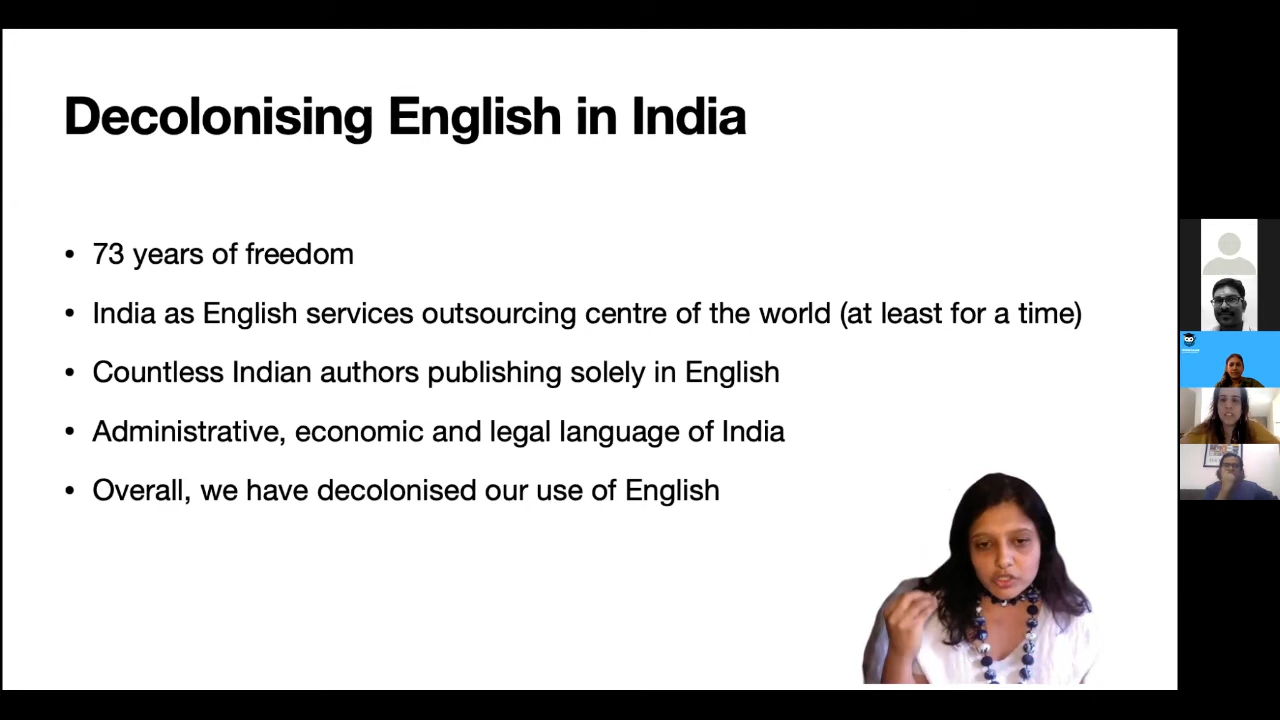 Decolonising English in India
• 73 years of freedom
• India as English services outsourcing centre of the world (at least for a time)
• Countless Indian authors publishing solely in English
• Administrative, economic and legal language of India
• Overall, we have decolonised our use of English